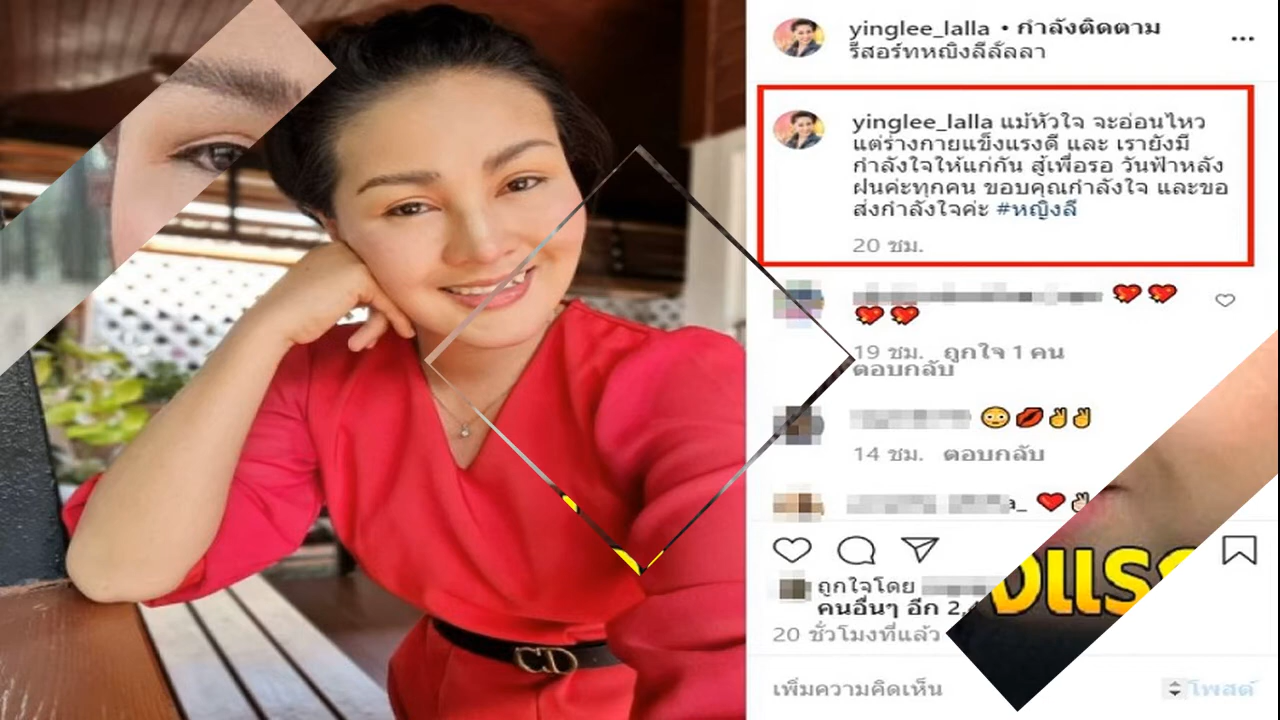 yinglee_lalla • กำลังติดตาม
รีสอร์ทหญิงลีลัลลา
yinglee_lalla แม้หัวใจ จะอ่อนไหว
แต่ร่างกายแข็งแรงดี และ เรายังมี
กำลังใจให้แก่กัน สู้เพื่อรอ วันฟ้าหลัง
ฝนค่ะทุกคน ขอบคุณกำลังใจ และขอ
ส่งกำลังใจค่ะ #หญิงลี
20 ชม.
19 ชม. ถูกใจ 1 คน
ตอบกลับ
14 ชม. ตอบกลับ
ถูกใจโดย
คนอื่นๆ อีก 2,
20 ชั่วโมงที่แล้ว
เพิ่มความคิดเห็น
โพสต์
CD